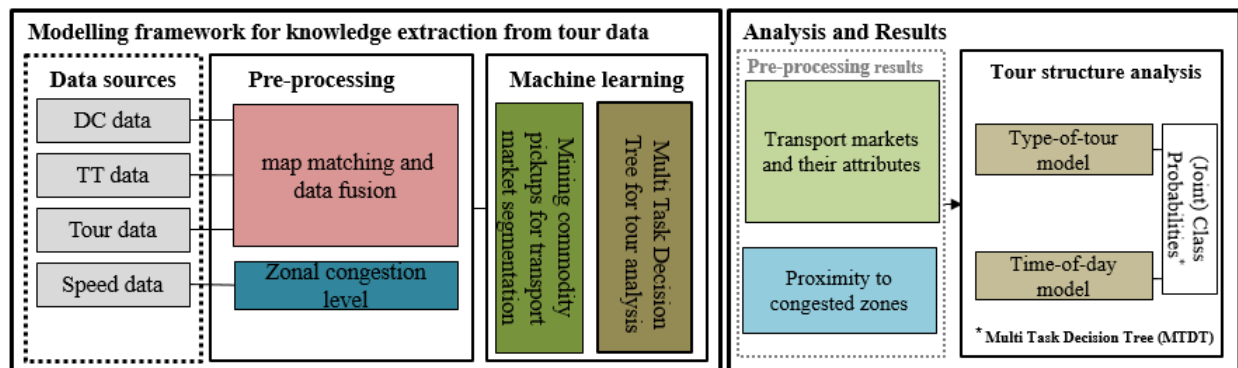 Modelling framework for knowledge extraction from tour data
Data sources
DC data
TT data
Tour data
Speed data
Pre-processing
map matching and
data fusion
Zonal congestion
level
Machine learning
Mining commodity
pickups for transport
market segmentation
Multi Task Decision
Tree for tour analysis
Analysis and Results
Pre-processing results
Transport markets
and their attributes
Proximity to
congested zones
Tour structure analysis
Type-of-tour
model
Time-of-day
model
(Joint) Class
Probabilities*
* Multi Task Decision Tree (MTDT)